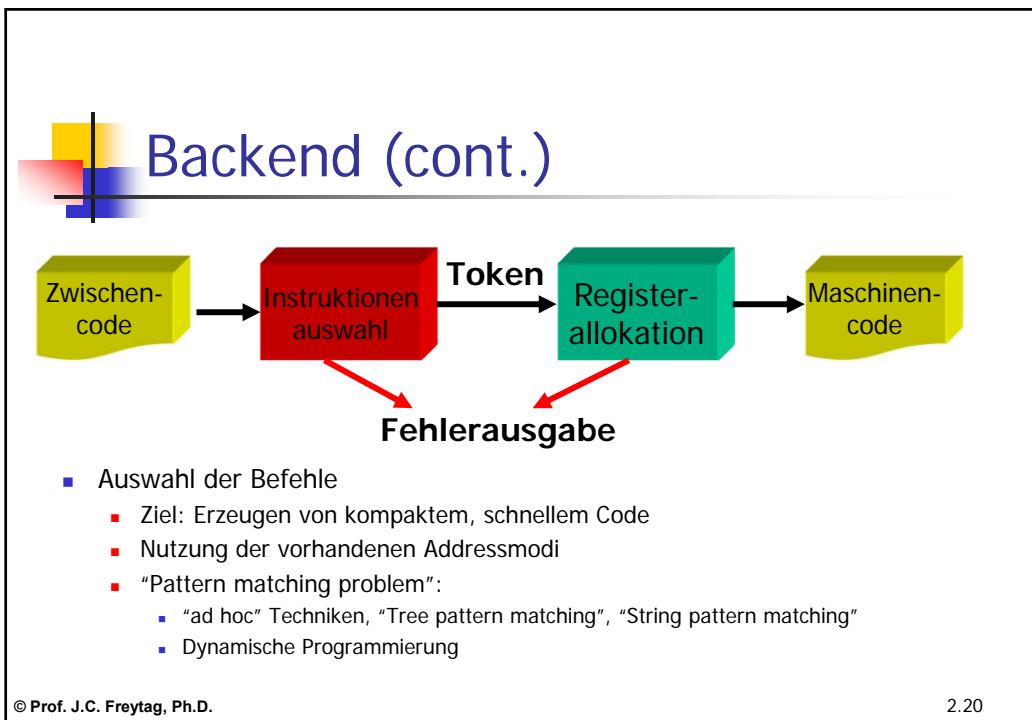 Backend (cont.)
Zwischen-
code
Instruktionen
auswahl
Token
Register-
allokation
Maschinen-
code
Fehlerausgabe
Auswahl der Befehle
Ziel: Erzeugen von kompaktem, schnellem Code
Nutzung der vorhandenen Addressmodi
“Pattern matching problem”:
“ad hoc” Techniken, “Tree pattern matching”, “String pattern matching”
Dynamische Programmierung
© Prof. J.C. Freytag, Ph.D.
2.20